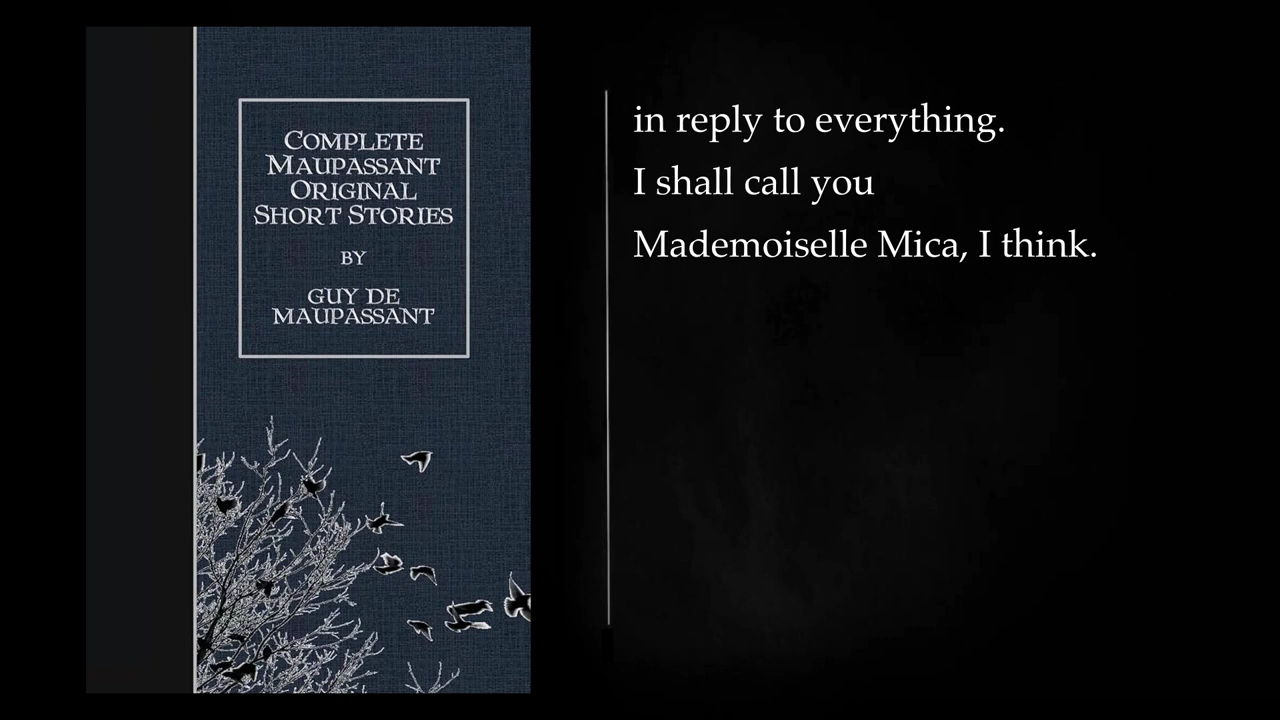 COMPLETE
MAUPASSANT
ORIGINAL
SHORT STORIES
BY
GUY DE
MAUPASSANT
in reply to everything.
I shall call you
Mademoiselle Mica, I think.